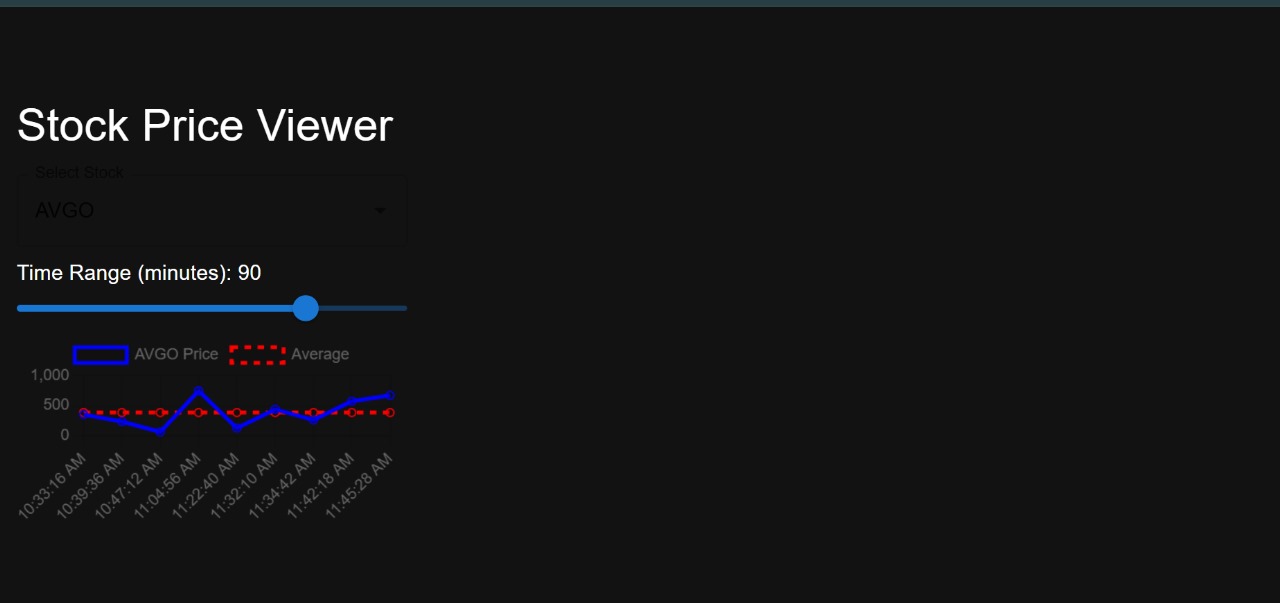 Stock Price Viewer
Select Stock
AVGO
Time Range (minutes): 90
AVGO Price Average
1,000
500
0
10:33:16 AM
10:39:36 AM
10:47:12 AM
11:04:56 AM
11:22:40 AM
11:32:10 AM
11:34:42 AM
11:42:18 AM
11:45:28 AM